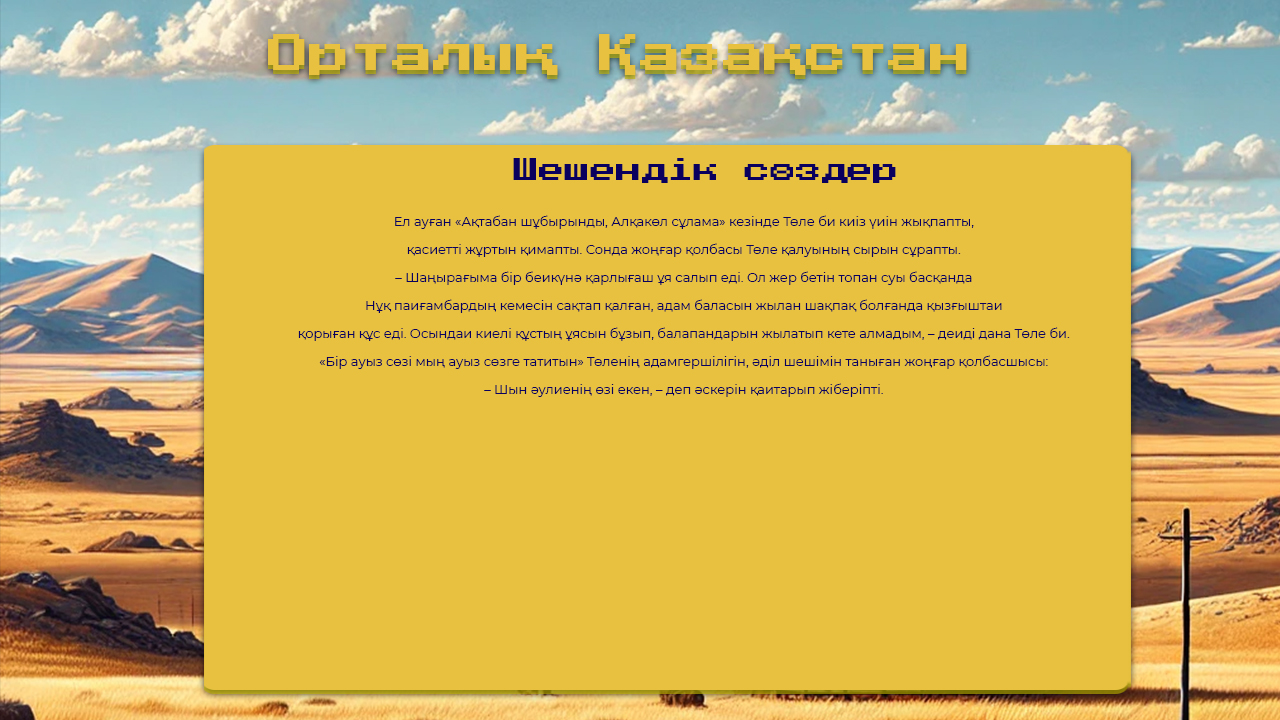 Орталық Қазақстан
Шешендік сөздер
Ел ауған «Ақтабан шұбырынды, Алқакөл сұлама» кезінде Төле би киіз үиін жықпапты,
қасиетті жұртын қимапты. Сонда жоңғар қолбасы Төле қалуының сырын сұрапты.
– Шаңырағыма бір беикүнә қарлығаш ұя салып еді. Ол жер бетін топан суы басқанда
Нұқ паиғамбардың кемесін сақтап қалған, адам баласын жылан шақпақ болғанда қызғыштаи
қорыған құс еді. Осындаи киелі құстың ұясын бұзып, балапандарын жылатып кете алмадым, – деиді дана Төле би.
«Бір ауыз сөзі мың ауыз сөзге татитын» Төленің адамгершілігін, әділ шешімін таныған жоңғар қолбасшысы:
– Шын әулиенің өзі екен, – деп әскерін қаитарып жіберіпті.